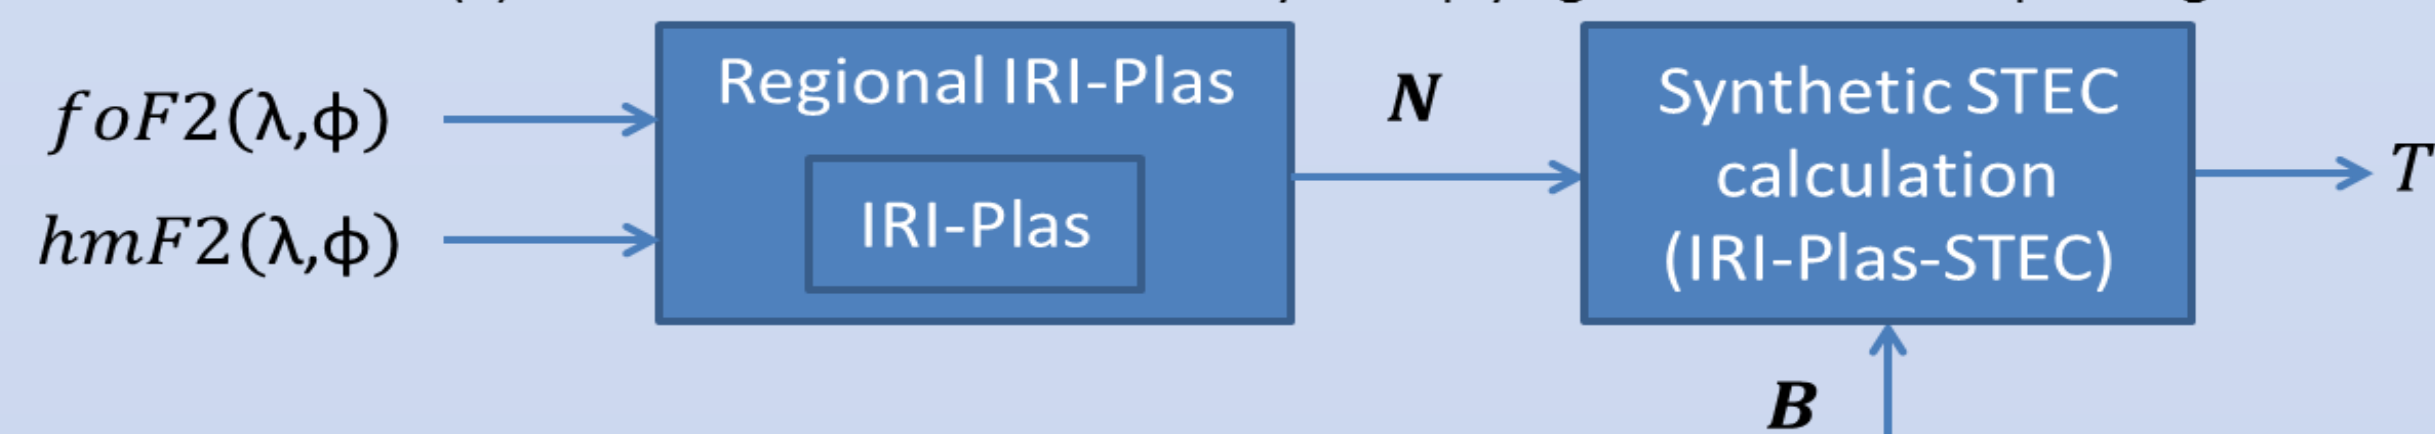 foF2(λ,ϕ)
hmF2(λ,ϕ)
Regional IRI-Plas
IRI-Plas
N
Synthetic STEC
calculation
(IRI-Plas-STEC)
T
B